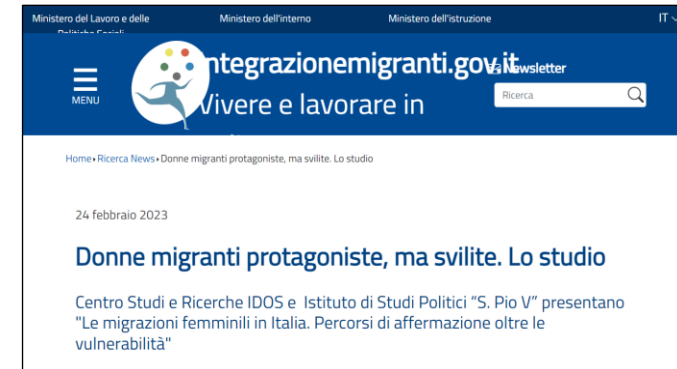 Ministero del Lavoro e delle Ministero dell'interno Ministero dell'istruzione IT
Politiche Sociali
ntegrazionemigranti.gov.it
Newsletter
MENU
Vivere e lavorare in
Ricerca
Home Ricerca News Donne migranti protagoniste, ma svilite. Lo studio
24 febbraio 2023
Donne migranti protagoniste, ma svilite. Lo studio
Centro Studi e Ricerche IDOS e Istituto di Studi Politici “S. Pio V” presentano
"Le migrazioni femminili in Italia. Percorsi di affermazione oltre le
vulnerabilità"